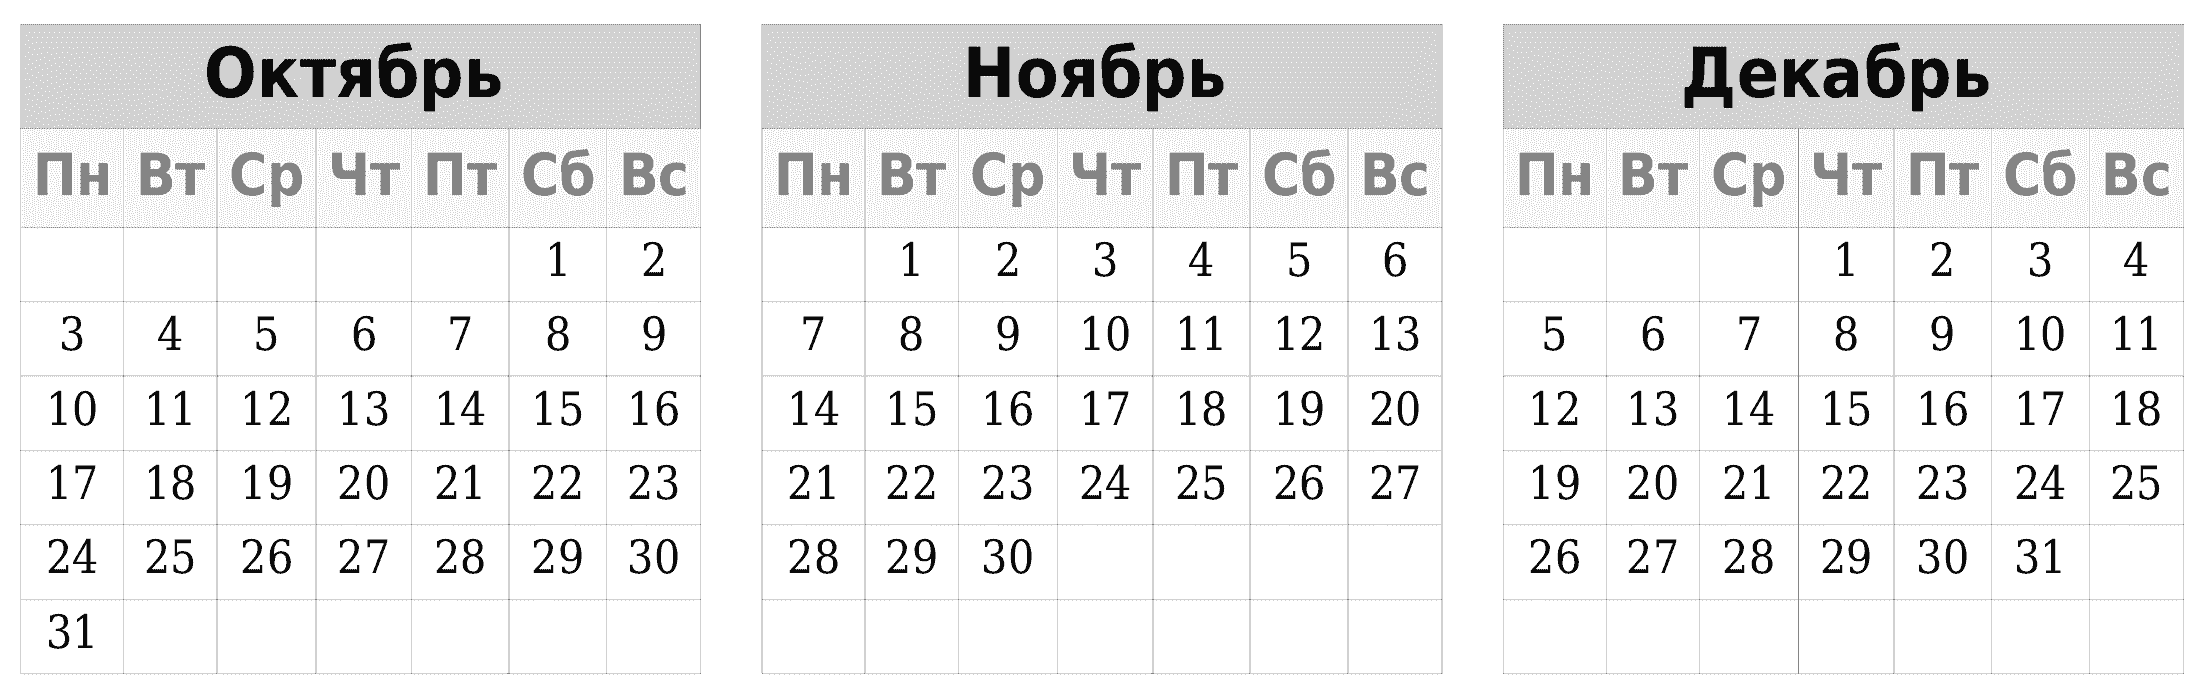 Октябрь
Пн Вт Ср Чт Пт Сб Вс
1 2
3 4 5 6 7 8 9
10 11 12 13 14 15 16
17 18 19 20 21 22 23
24 25 26 27 28 29 30
31
Ноябрь
Пн Вт Ср Чт Пт Сб Вс
1 2 3 4 5 6
7 8 9 10 11 12 13
14 15 16 17 18 19 20
21 22 23 24 25 26 27
28 29 30
Декабрь
Пн Вт Ср Чт Пт Сб Вс
1 2 3 4
5 6 7 8 9 10 11
12 13 14 15 16 17 18
19 20 21 22 23 24 25
26 27 28 29 30 31